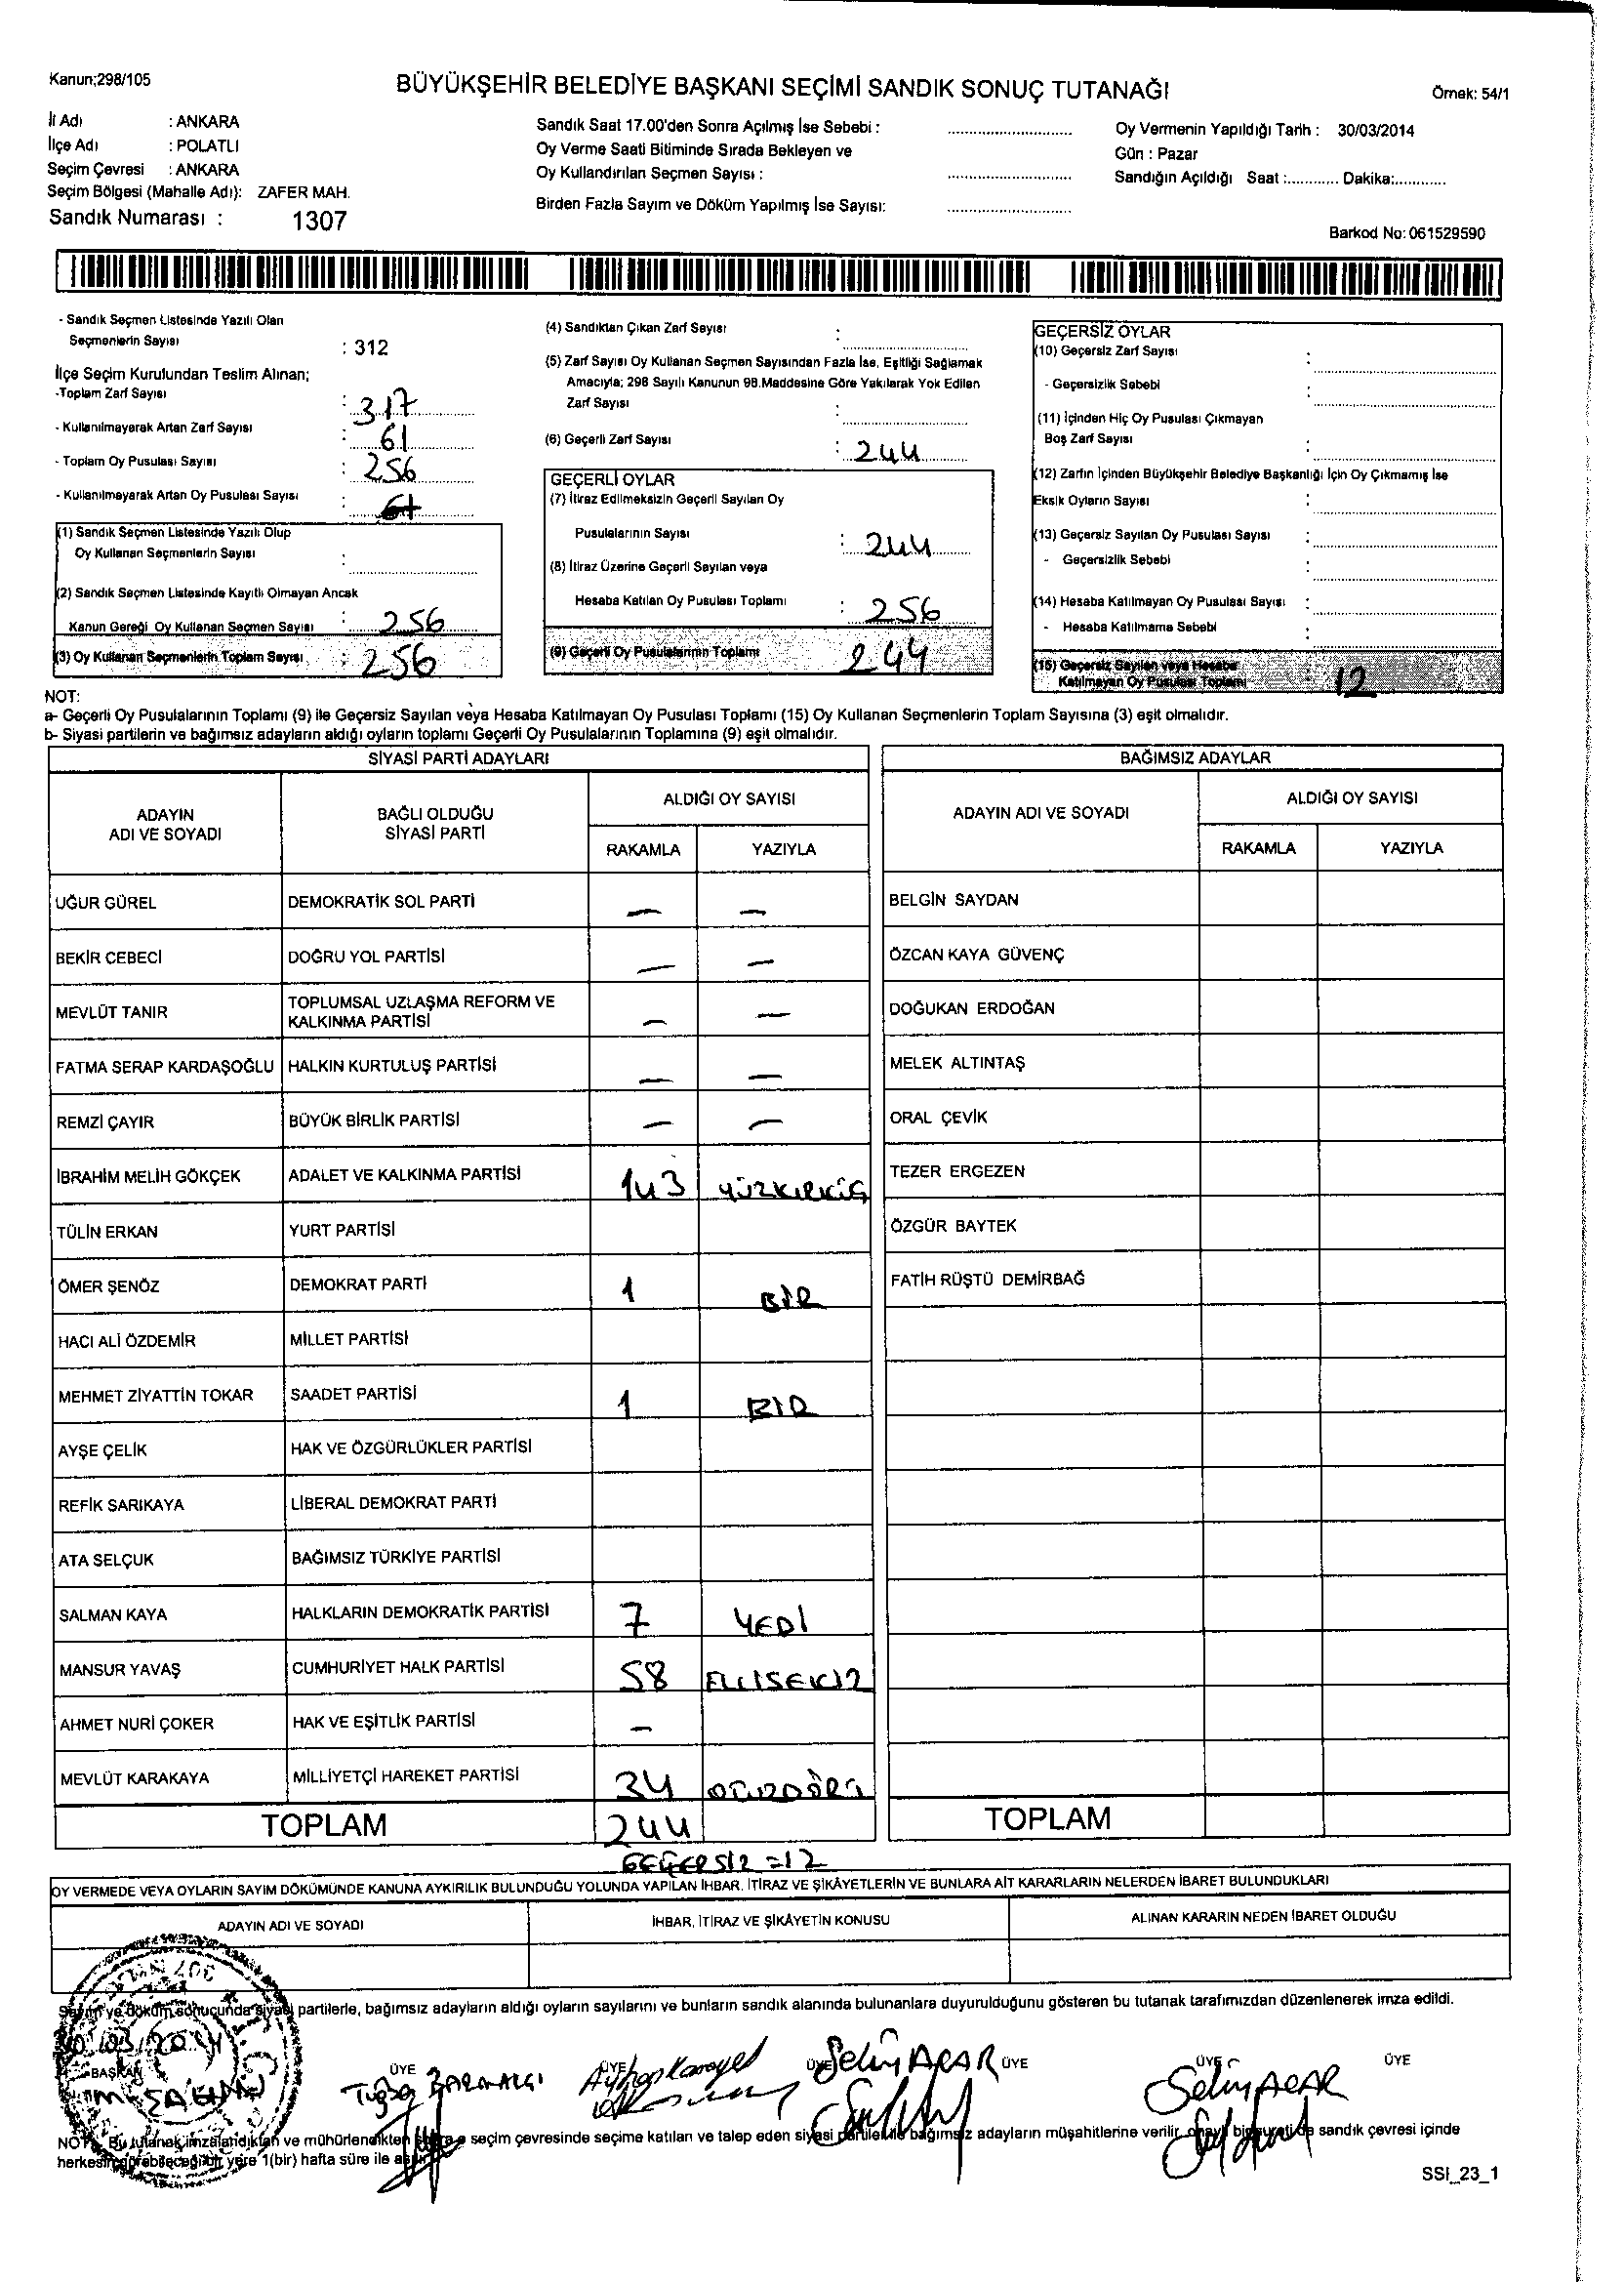 Kanun;298/105
BÜYÜKŞEHİR BELEDİYE BAŞKANI SEÇİMİ SANDIK SONUÇ TUTANAĞI
Örnek: 54/1
İl Adı : ANKARA
İlçe Adı : POLATLI
Seçim Çevresi : ANKARA
Seçim Bölgesi (Mahalle Adı): ZAFER MAH.
Sandık Numarası : 1307
Sandık Saat 17.00'den Sonra Açılmış İse Sebebi :
Oy Verme Saati Bitiminde Sırada Bekleyen ve
Oy Kullandırılan Seçmen Sayısı :
Birden Fazla Sayım ve Döküm Yapılmış İse Sayısı:
Oy Vermenin Yapıldığı Tarih : 30/03/2014
Gün : Pazar
Sandığın Açıldığı Saat :........... Dakika:...........
Barkod No: 061529590
- Sandık Seçmen Listesinde Yazılı Olan
Seçmenlerin Sayısı : 312
İlçe Seçim Kurulundan Teslim Alınan;
-Toplam Zarf Sayısı : 317
- Kullanılmayarak Artan Zarf Sayısı : 61
- Toplam Oy Pusulası Sayısı : 256
- Kullanılmayarak Artan Oy Pusulası Sayısı : 61
(1) Sandık Seçmen Listesinde Yazılı Olup
Oy Kullanan Seçmenlerin Sayısı :
(2) Sandık Seçmen Listesinde Kayıtlı Olmayan Ancak
Kanun Gereği Oy Kullanan Seçmen Sayısı : 256
(3) Oy Kullanan Seçmenlerin Toplam Sayısı : 256
(4) Sandıktan Çıkan Zarf Sayısı :
(5) Zarf Sayısı Oy Kullanan Seçmen Sayısından Fazla İse, Eşitliği Sağlamak
Amacıyla; 298 Sayılı Kanunun 98.Maddesine Göre Yakılarak Yok Edilen
Zarf Sayısı :
(6) Geçerli Zarf Sayısı : 244
GEÇERLİ OYLAR
(7) İtiraz Edilmeksizin Geçerli Sayılan Oy
Pusulalarının Sayısı : 244
(8) İtiraz Üzerine Geçerli Sayılan veya
Hesaba Katılan Oy Pusulası Toplamı : 256
(9) Geçerli Oy Pusulalarının Toplamı 244
GEÇERSİZ OYLAR
(10) Geçersiz Zarf Sayısı :
- Geçersizlik Sebebi :
(11) İçinden Hiç Oy Pusulası Çıkmayan
Boş Zarf Sayısı :
(12) Zarfın İçinden Büyükşehir Belediye Başkanlığı İçin Oy Çıkmamış İse
Eksik Oyların Sayısı :
(13) Geçersiz Sayılan Oy Pusulası Sayısı :
- Geçersizlik Sebebi :
(14) Hesaba Katılmayan Oy Pusulası Sayısı :
- Hesaba Katılmama Sebebi :
(15) Geçersiz Sayılan veya Hesaba
Katılmayan Oy Pusulası Toplamı : 12
NOT:
a- Geçerli Oy Pusulalarının Toplamı (9) ile Geçersiz Sayılan veya Hesaba Katılmayan Oy Pusulası Toplamı (15) Oy Kullanan Seçmenlerin Toplam Sayısına (3) eşit olmalıdır.
b- Siyasi partilerin ve bağımsız adayların aldığı oyların toplamı Geçerli Oy Pusulalarının Toplamına (9) eşit olmalıdır.
SİYASİ PARTİ ADAYLARI
ADAYIN ADI VE SOYADI BAĞLI OLDUĞU SİYASİ PARTİ ALDIĞI OY SAYISI
RAKAMLA YAZIYLA
UĞUR GÜREL DEMOKRATİK SOL PARTİ — —
BEKİR CEBECİ DOĞRU YOL PARTİSİ — —
MEVLÜT TANIR TOPLUMSAL UZLAŞMA REFORM VE KALKINMA PARTİSİ — —
FATMA SERAP KARDAŞOĞLU HALKIN KURTULUŞ PARTİSİ — —
REMZİ ÇAYIR BÜYÜK BİRLİK PARTİSİ — —
İBRAHİM MELİH GÖKÇEK ADALET VE KALKINMA PARTİSİ 143 YÜZKIRKÜÇ
TÜLİN ERKAN YURT PARTİSİ
ÖMER ŞENÖZ DEMOKRAT PARTİ 1 BİR
HACI ALİ ÖZDEMİR MİLLET PARTİSİ
MEHMET ZİYATTİN TOKAR SAADET PARTİSİ 1 BİR
AYŞE ÇELİK HAK VE ÖZGÜRLÜKLER PARTİSİ
REFİK SARIKAYA LİBERAL DEMOKRAT PARTİ
ATA SELÇUK BAĞIMSIZ TÜRKİYE PARTİSİ
SALMAN KAYA HALKLARIN DEMOKRATİK PARTİSİ 7 YEDİ
MANSUR YAVAŞ CUMHURİYET HALK PARTİSİ 58 ELLİSEKİZ
AHMET NURİ ÇOKER HAK VE EŞİTLİK PARTİSİ —
MEVLÜT KARAKAYA MİLLİYETÇİ HAREKET PARTİSİ 34 OTUZDÖRT
TOPLAM 244
GEÇERSİZ = 12
BAĞIMSIZ ADAYLAR
ADAYIN ADI VE SOYADI ALDIĞI OY SAYISI
RAKAMLA YAZIYLA
BELGİN SAYDAN
ÖZCAN KAYA GÜVENÇ
DOĞUKAN ERDOĞAN
MELEK ALTINTAŞ
ORAL ÇEVİK
TEZER ERGEZEN
ÖZGÜR BAYTEK
FATİH RÜŞTÜ DEMİRBAĞ
TOPLAM
OY VERMEDE VEYA OYLARIN SAYIM DÖKÜMÜNDE KANUNA AYKIRILIK BULUNDUĞU YOLUNDA YAPILAN İHBAR, İTİRAZ VE ŞİKÂYETLERİN VE BUNLARA AİT KARARLARIN NELERDEN İBARET BULUNDUKLARI
ADAYIN ADI VE SOYADI İHBAR, İTİRAZ VE ŞİKÂYETİN KONUSU ALINAN KARARIN NEDEN İBARET OLDUĞU
Sayım ve döküm sonucunda siyasi partilerle, bağımsız adayların aldığı oyların sayılarını ve bunların sandık alanında bulunanlara duyurulduğunu gösteren bu tutanak tarafımızdan düzenlenerek imza edildi.
30/03/2014
BAŞKAN ÜYE ÜYE ÜYE ÜYE ÜYE ÜYE
Selin ACAR Selin ACAR
NOT: Bu tutanak imzalandıktan ve mühürlendikten sonra o seçim çevresinde seçime katılan ve talep eden siyasi partiler ile bağımsız adayların müşahitlerine verilir, onaylı bir sureti de sandık çevresi içinde
herkesin görebileceği bir yere 1(bir) hafta süre ile asılır.
SSI_23_1